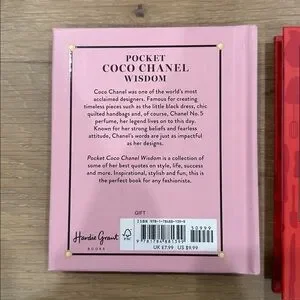 POCKET
COCO CHANEL
WISDOM
Coco Chanel was one of the world's most
acclaimed designers. Famous for creating
timeless pieces such as the little black dress, chic
quilted handbags and, of course, Chanel No. 5
perfume, her legend lives on to this day.
Known for her strong beliefs and fearless
attitude, Chanel's words are just as impactful
as her designs.
Pocket Coco Chanel Wisdom is a collection of
some of her best quotes on style, life, success
and more. Inspirational, stylish and fun, this is
the perfect book for any fashionista.
GIFT
50999
Hardie Grant
BOOKS
FSC
UK £7.99 US $9.99